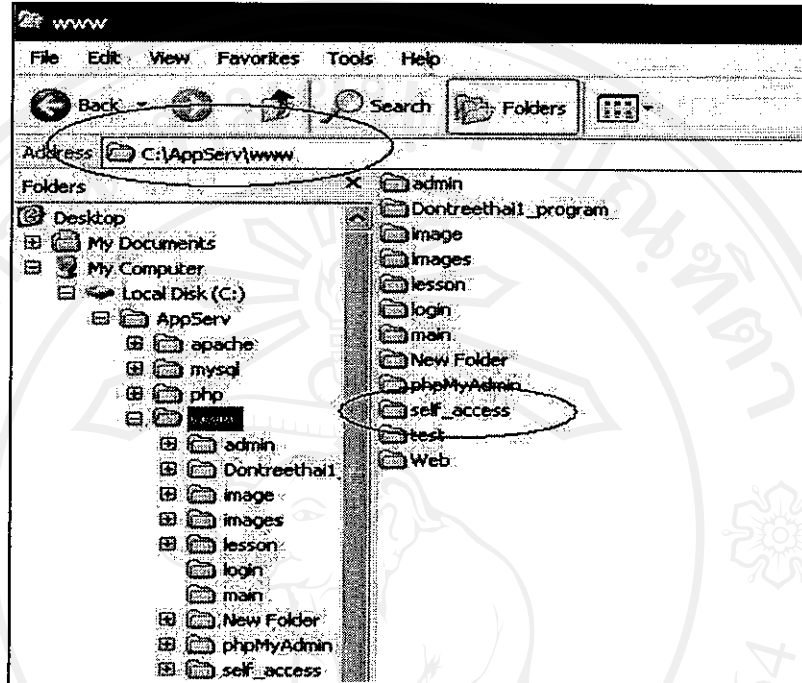 www
File Edit View Favorites Tools Help
Back Search Folders
Address C:\AppServ\www
Folders
Desktop
My Documents
My Computer
Local Disk (C:)
AppServ
apache
mysql
php
admin
Dontreethai1_
image
images
lesson
login
main
New Folder
phpMyAdmin
self_access
admin
Dontreethai1_program
image
images
lesson
login
main
New Folder
phpMyAdmin
self_access
test
Web